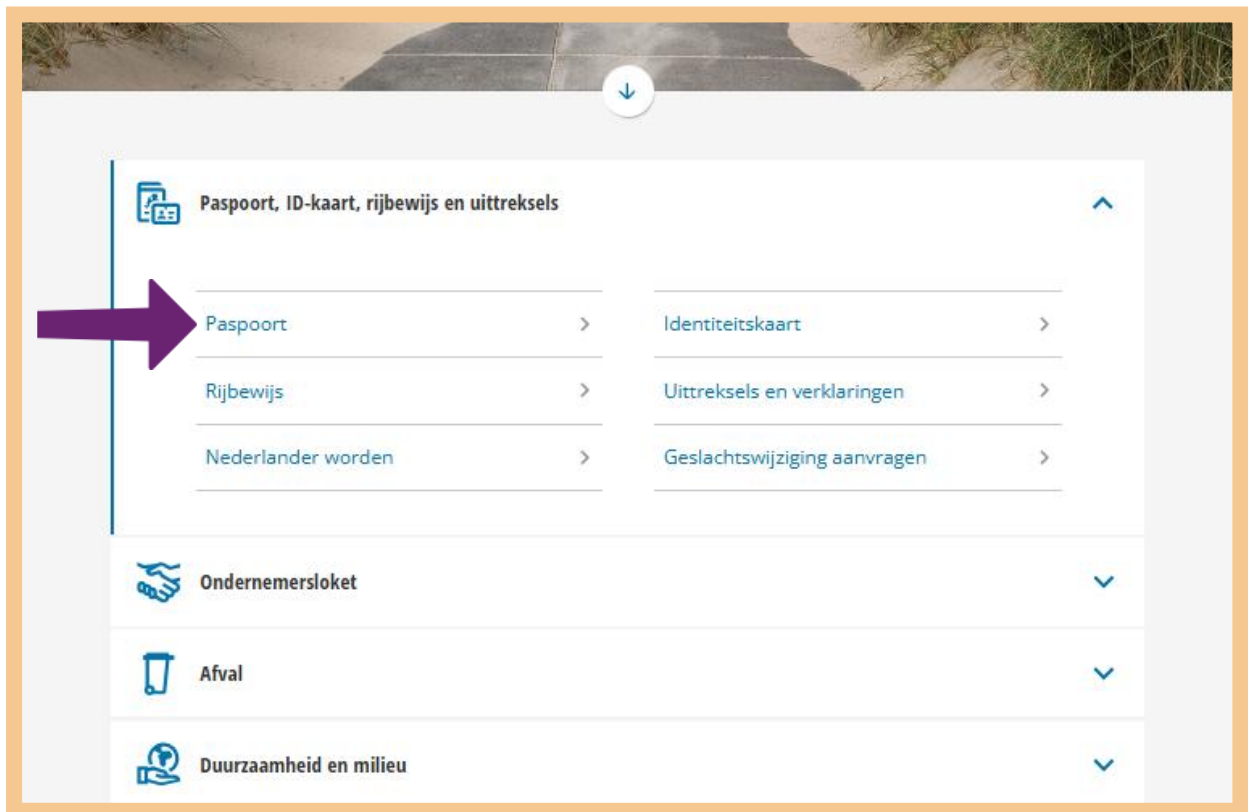 Paspoort, ID-kaart, rijbewijs en uittreksels
Paspoort
Identiteitskaart
Rijbewijs
Uittreksels en verklaringen
Nederlander worden
Geslachtswijziging aanvragen
Ondernemersloket
Afval
Duurzaamheid en milieu